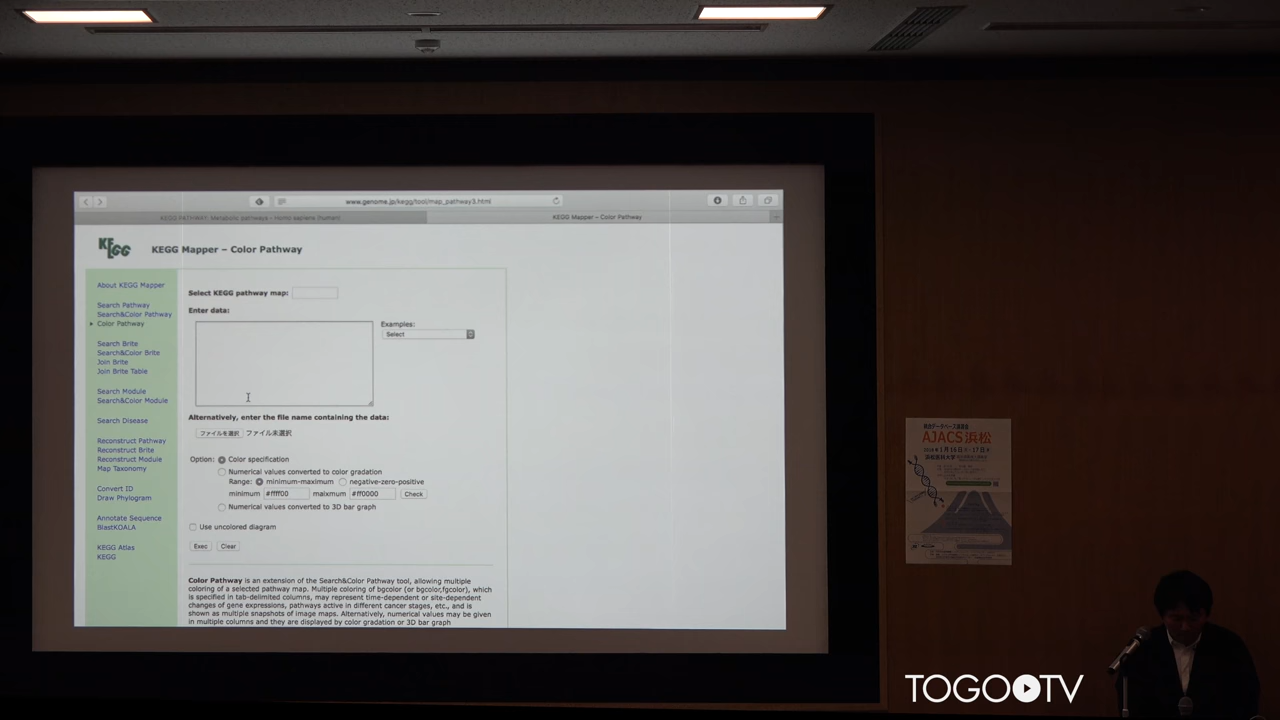 www.genome.jp/kegg/tool/map_pathway3.html
KEGG PATHWAY: Metabolic pathways - Homo sapiens (human)
KEGG Mapper – Color Pathway
KEGG
KEGG Mapper – Color Pathway
About KEGG Mapper
Search Pathway
Search&Color Pathway
Color Pathway
Search Brite
Search&Color Brite
Join Brite
Join Brite Table
Search Module
Search&Color Module
Search Disease
Reconstruct Pathway
Reconstruct Brite
Reconstruct Module
Map Taxonomy
Convert ID
Draw Phylogram
Annotate Sequence
BlastKOALA
KEGG Atlas
KEGG
Select KEGG pathway map:
Enter data:
Examples:
Select
Alternatively, enter the file name containing the data:
ファイルを選択 ファイル未選択
Option: Color specification
Numerical values converted to color gradation
Range: minimum-maximum negative-zero-positive
minimum #ffff00 maixmum #ff0000 Check
Numerical values converted to 3D bar graph
Use uncolored diagram
Exec Clear
Color Pathway is an extension of the Search&Color Pathway tool, allowing multiple
coloring of a selected pathway map. Multiple coloring of bgcolor (or bgcolor,fgcolor), which
is specified in tab-delimited columns, may represent time-dependent or site-dependent
changes of gene expressions, pathways active in different cancer stages, etc., and is
shown as multiple snapshots of image maps. Alternatively, numerical values may be given
in multiple columns and they are displayed by color gradation or 3D bar graph
AJACS浜松
TOGO TV